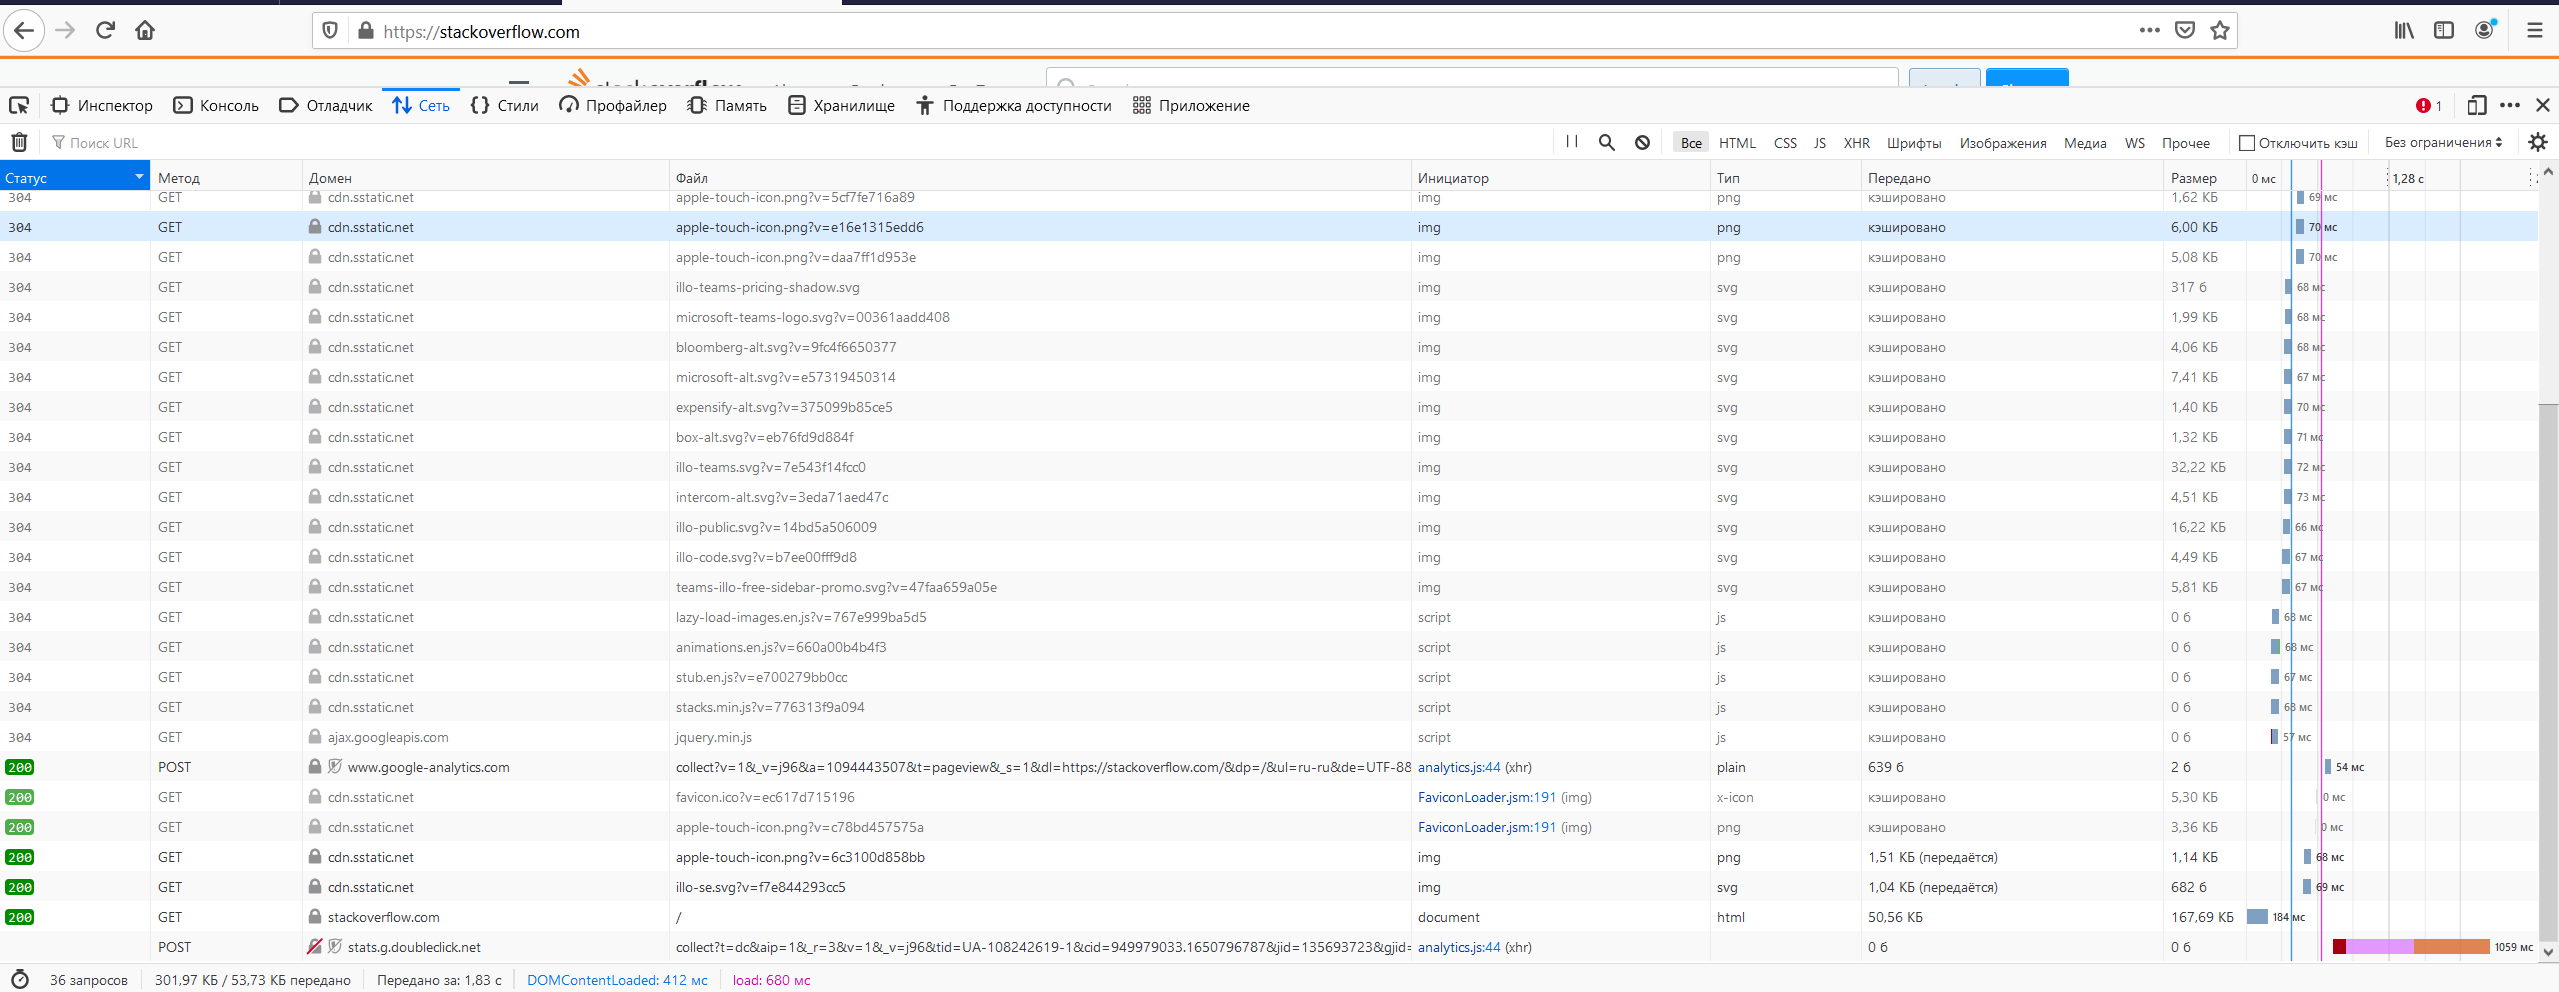 https://stackoverflow.com
Инспектор Консоль Отладчик Сеть Стили Профайлер Память Хранилище Поддержка доступности Приложение 1
Поиск URL Все HTML CSS JS XHR Шрифты Изображения Медиа WS Прочее Отключить кэш Без ограничения
Статус Метод Домен Файл Инициатор Тип Передано Размер 0 мс 1,28 с
304 GET cdn.sstatic.net apple-touch-icon.png?v=5cf7fe716a89 img png кэшировано 1,62 КБ 69 мс
304 GET cdn.sstatic.net apple-touch-icon.png?v=e16e1315edd6 img png кэшировано 6,00 КБ 70 мс
304 GET cdn.sstatic.net apple-touch-icon.png?v=daa7ff1d953e img png кэшировано 5,08 КБ 70 мс
304 GET cdn.sstatic.net illo-teams-pricing-shadow.svg img svg кэшировано 317 б 68 мс
304 GET cdn.sstatic.net microsoft-teams-logo.svg?v=00361aadd408 img svg кэшировано 1,99 КБ 68 мс
304 GET cdn.sstatic.net bloomberg-alt.svg?v=9fc4f6650377 img svg кэшировано 4,06 КБ 68 мс
304 GET cdn.sstatic.net microsoft-alt.svg?v=e57319450314 img svg кэшировано 7,41 КБ 67 мс
304 GET cdn.sstatic.net expensify-alt.svg?v=375099b85ce5 img svg кэшировано 1,40 КБ 70 мс
304 GET cdn.sstatic.net box-alt.svg?v=eb76fd9d884f img svg кэшировано 1,32 КБ 71 мс
304 GET cdn.sstatic.net illo-teams.svg?v=7e543f14fcc0 img svg кэшировано 32,22 КБ 72 мс
304 GET cdn.sstatic.net intercom-alt.svg?v=3eda71aed47c img svg кэшировано 4,51 КБ 73 мс
304 GET cdn.sstatic.net illo-public.svg?v=14bd5a506009 img svg кэшировано 16,22 КБ 66 мс
304 GET cdn.sstatic.net illo-code.svg?v=b7ee00fff9d8 img svg кэшировано 4,49 КБ 67 мс
304 GET cdn.sstatic.net teams-illo-free-sidebar-promo.svg?v=47faa659a05e img svg кэшировано 5,81 КБ 67 мс
304 GET cdn.sstatic.net lazy-load-images.en.js?v=767e999ba5d5 script js кэшировано 0 б 68 мс
304 GET cdn.sstatic.net animations.en.js?v=660a00b4b4f3 script js кэшировано 0 б 68 мс
304 GET cdn.sstatic.net stub.en.js?v=e700279bb0cc script js кэшировано 0 б 67 мс
304 GET cdn.sstatic.net stacks.min.js?v=776313f9a094 script js кэшировано 0 б 68 мс
304 GET ajax.googleapis.com jquery.min.js script js кэшировано 0 б 57 мс
200 POST www.google-analytics.com collect?v=1&_v=j96&a=1094443507&t=pageview&_s=1&dl=https://stackoverflow.com/&dp=/&ul=ru-ru&de=UTF-8& analytics.js:44 (xhr) plain 639 б 2 б 54 мс
200 GET cdn.sstatic.net favicon.ico?v=ec617d715196 FaviconLoader.jsm:191 (img) x-icon кэшировано 5,30 КБ 0 мс
200 GET cdn.sstatic.net apple-touch-icon.png?v=c78bd457575a FaviconLoader.jsm:191 (img) png кэшировано 3,36 КБ 0 мс
200 GET cdn.sstatic.net apple-touch-icon.png?v=6c3100d858bb img png 1,51 КБ (передаётся) 1,14 КБ 68 мс
200 GET cdn.sstatic.net illo-se.svg?v=f7e844293cc5 img svg 1,04 КБ (передаётся) 682 б 69 мс
200 GET stackoverflow.com / document html 50,56 КБ 167,69 КБ 184 мс
POST stats.g.doubleclick.net collect?t=dc&aip=1&_r=3&v=1&_v=j96&tid=UA-108242619-1&cid=949979033.1650796787&jid=135693723&gjid= analytics.js:44 (xhr) 0 б 0 б 1059 мс
36 запросов 301,97 КБ / 53,73 КБ передано Передано за: 1,83 с DOMContentLoaded: 412 мс load: 680 мс